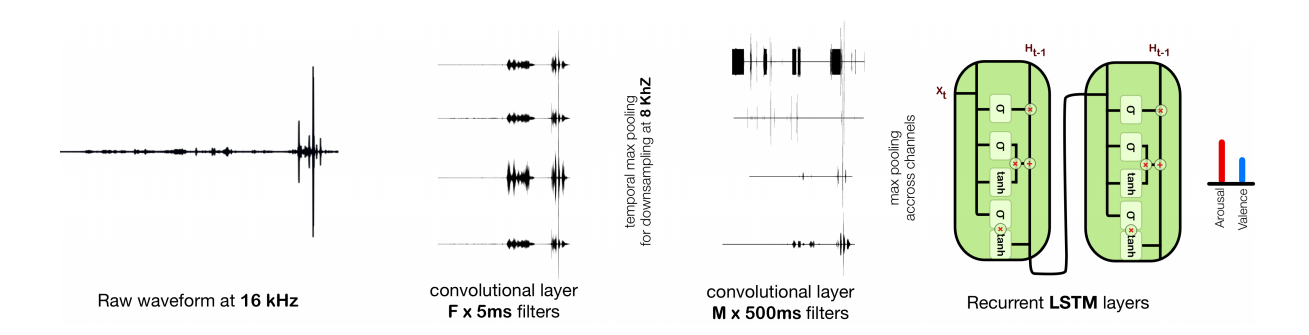 Raw waveform at 16 kHz
convolutional layer
F x 5ms filters
temporal max pooling
for downsampling at 8 KhZ
convolutional layer
M x 500ms filters
max pooling
accross channels
Ht-1
Xt
σ
×
σ
×
+
tanh
σ
×
tanh
Ht-1
σ
×
σ
×
+
tanh
σ
×
tanh
Recurrent LSTM layers
Arousal
Valence